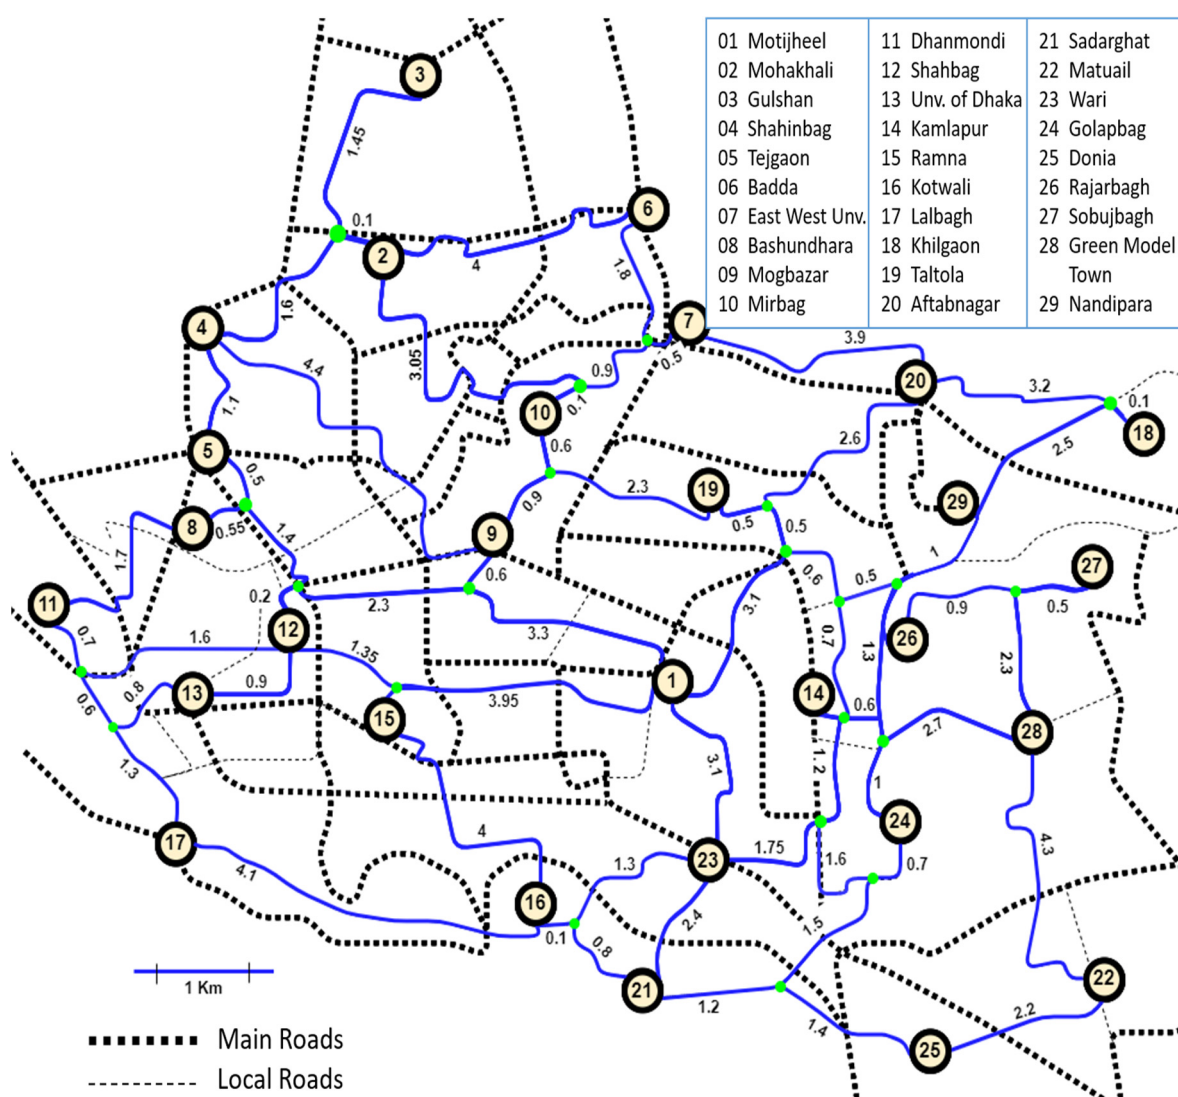 01 Motijheel
02 Mohakhali
03 Gulshan
04 Shahinbag
05 Tejgaon
06 Badda
07 East West Unv.
08 Bashundhara
09 Mogbazar
10 Mirbag
11 Dhanmondi
12 Shahbag
13 Unv. of Dhaka
14 Kamlapur
15 Ramna
16 Kotwali
17 Lalbagh
18 Khilgaon
19 Taltola
20 Aftabnagar
21 Sadarghat
22 Matuail
23 Wari
24 Golapbag
25 Donia
26 Rajarbagh
27 Sobujbagh
28 Green Model
Town
29 Nandipara
3
1.45
0.1
6
2
4
1.8
1.6
4
7
3.9
0.5
3.05
0.9
4.4
0.1
20
3.2
0.1
1.1
10
18
2.5
0.6
2.6
5
0.5
2.3
19
0.9
29
0.5
0.5
8
0.55
9
1.4
1
27
0.6
0.6
0.5
1.7
0.2
2.3
0.9
0.5
11
3.1
12
3.3
0.7
1.3
26
0.7
1.6
1.35
2.3
0.8
13
0.9
1
14
0.6
3.95
0.6
15
2.7
28
3.1
1.2
1.3
1
24
4
17
4.1
23
1.75
1.6
0.7
4.3
1.3
16
2.4
1.5
0.1
0.8
21
22
1.2
1.4
2.2
25
1 Km
Main Roads
Local Roads